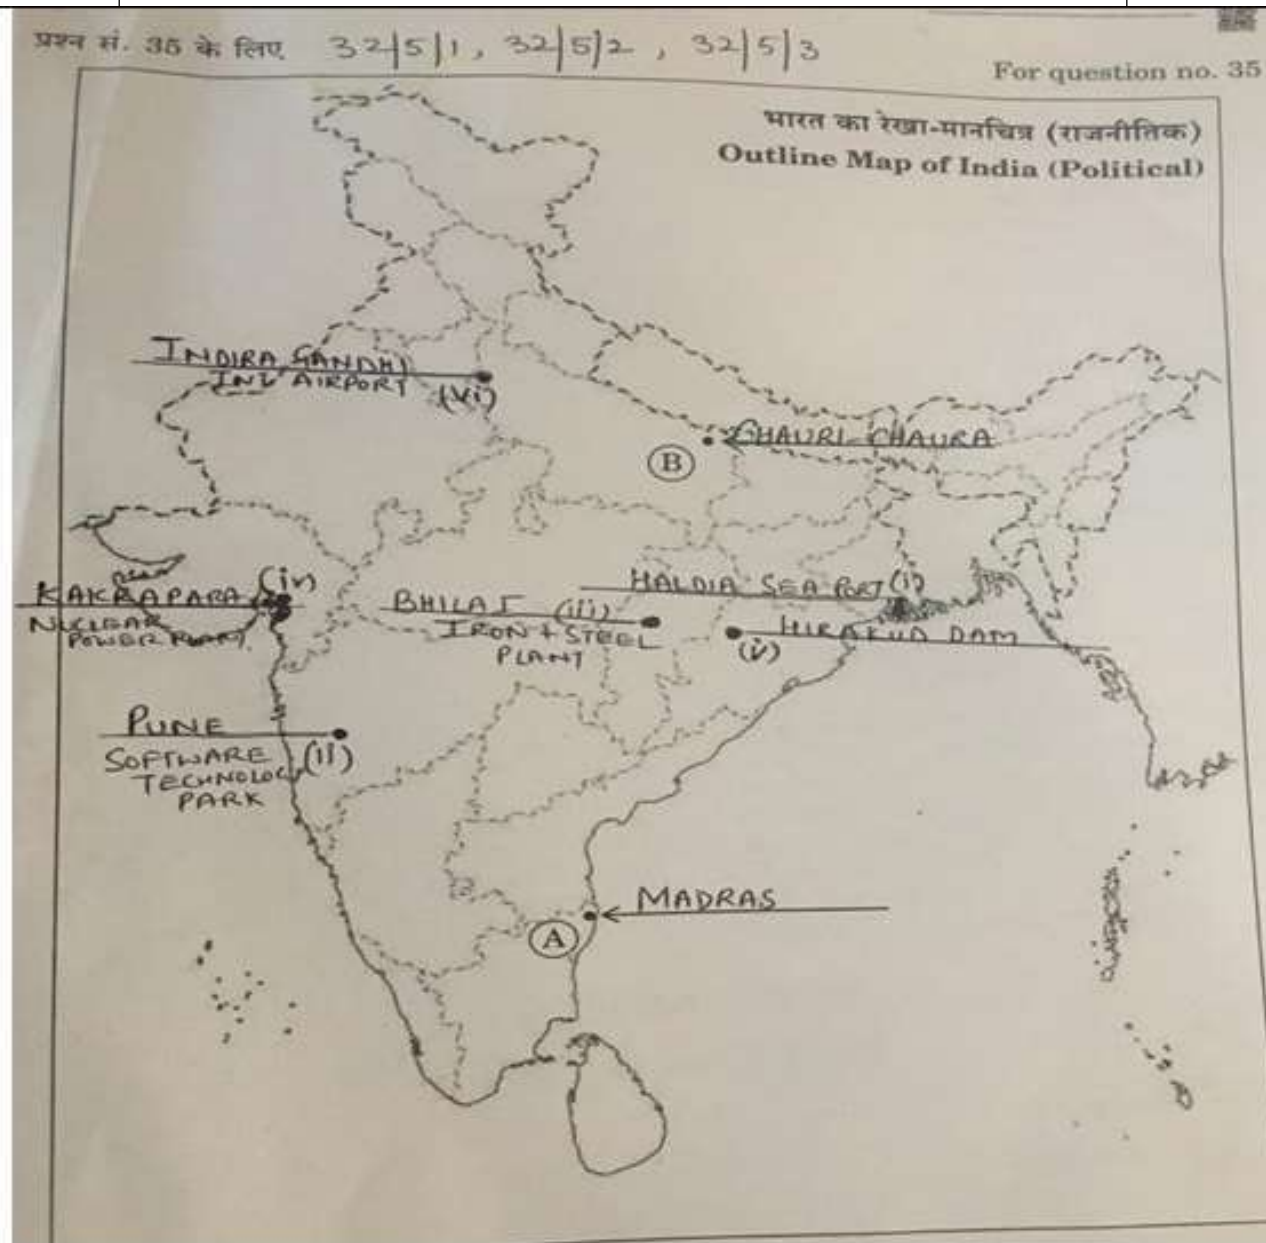 प्रश्न सं. 35 के लिए 32/5/1, 32/5/2, 32/5/3
For question no. 35
भारत का रेखा-मानचित्र (राजनीतिक)
Outline Map of India (Political)
INDIRA GANDHI
INT AIRPORT
(vi)
CHAURI-CHAURA
B
KAKRAPARA (iv)
NUCLEAR
POWER PLANT
HALDIA SEA PORT (i)
BHILAI (iii)
IRON + STEEL
PLANT
HIRAKUD DAM
(v)
PUNE
SOFTWARE (ii)
TECHNOLOGY
PARK
MADRAS
A